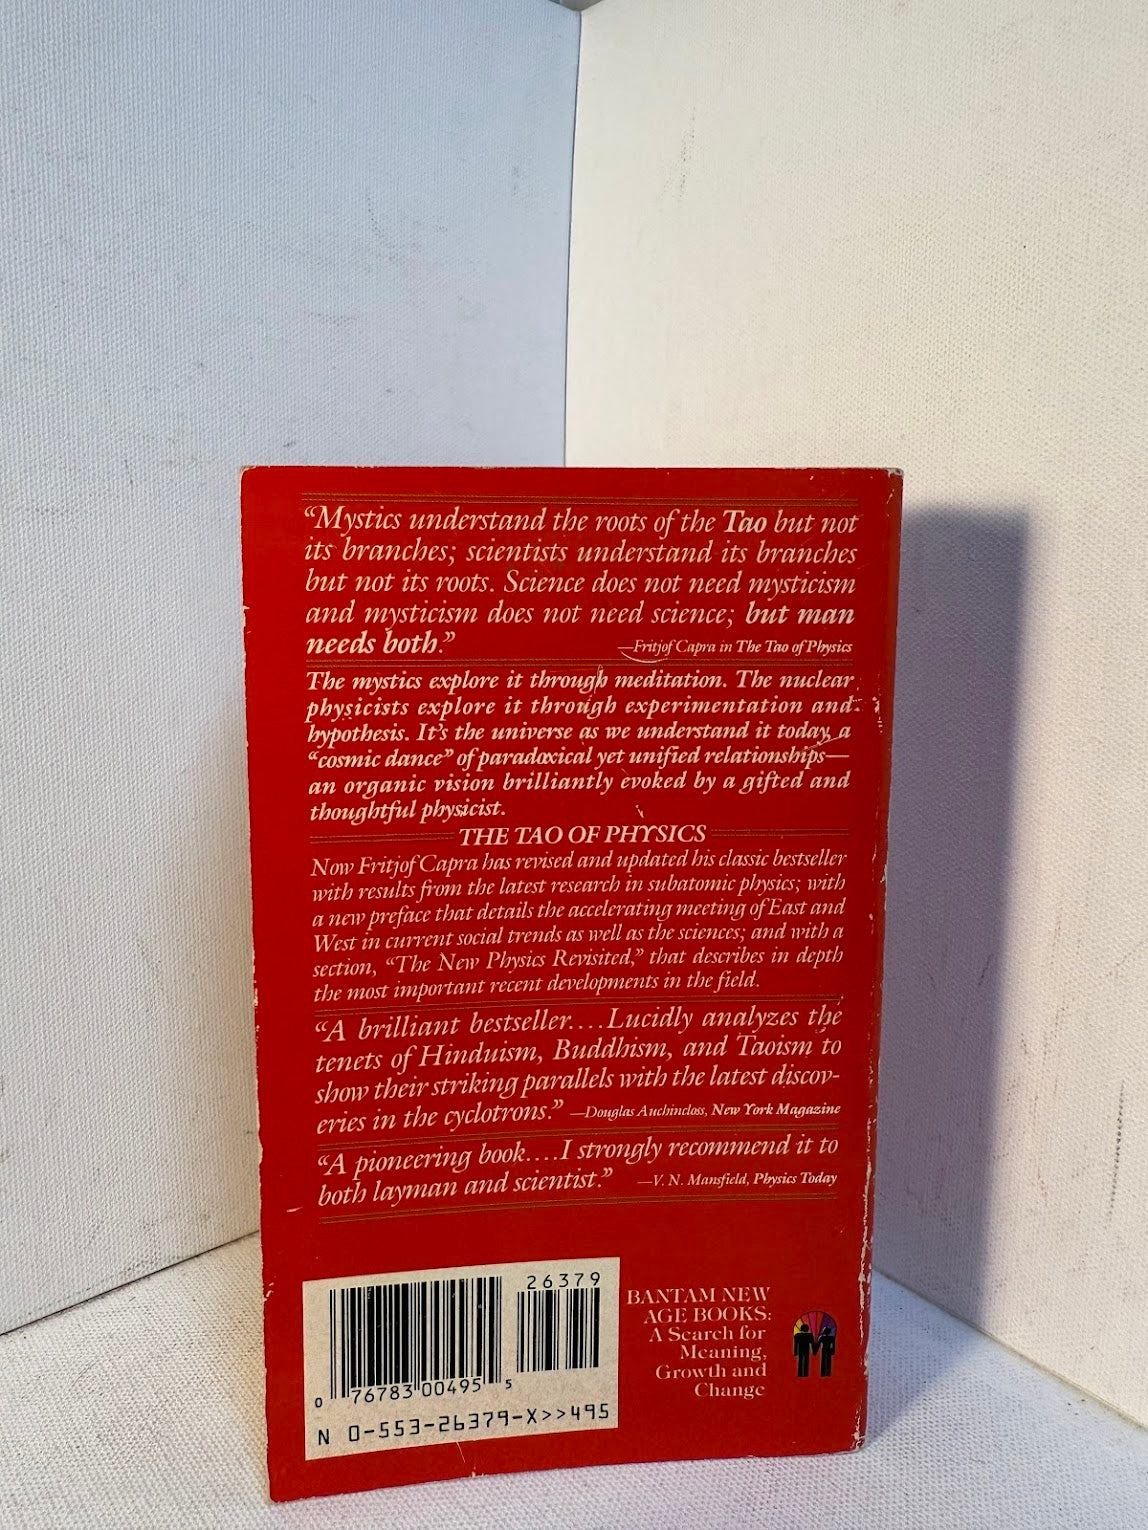 “Mystics understand the roots of the Tao but not
its branches; scientists understand its branches
but not its roots. Science does not need mysticism
and mysticism does not need science; but man
needs both.”
—Fritjof Capra in The Tao of Physics
The mystics explore it through meditation. The nuclear
physicists explore it through experimentation and
hypothesis. It’s the universe as we understand it today, a
“cosmic dance” of paradoxical yet unified relationships—
an organic vision brilliantly evoked by a gifted and
thoughtful physicist.
THE TAO OF PHYSICS
Now Fritjof Capra has revised and updated his classic bestseller
with results from the latest research in subatomic physics; with
a new preface that details the accelerating meeting of East and
West in current social trends as well as the sciences; and with a
section, “The New Physics Revisited,” that describes in depth
the most important recent developments in the field.
“A brilliant bestseller....Lucidly analyzes the
tenets of Hinduism, Buddhism, and Taoism to
show their striking parallels with the latest discov-
eries in the cyclotrons.” —Douglas Auchincloss, New York Magazine
“A pioneering book....I strongly recommend it to
both layman and scientist.” —V. N. Mansfield, Physics Today
26379
0 76783 00495 5
N 0-553-26379-X>>495
BANTAM NEW
AGE BOOKS:
A Search for
Meaning,
Growth and
Change